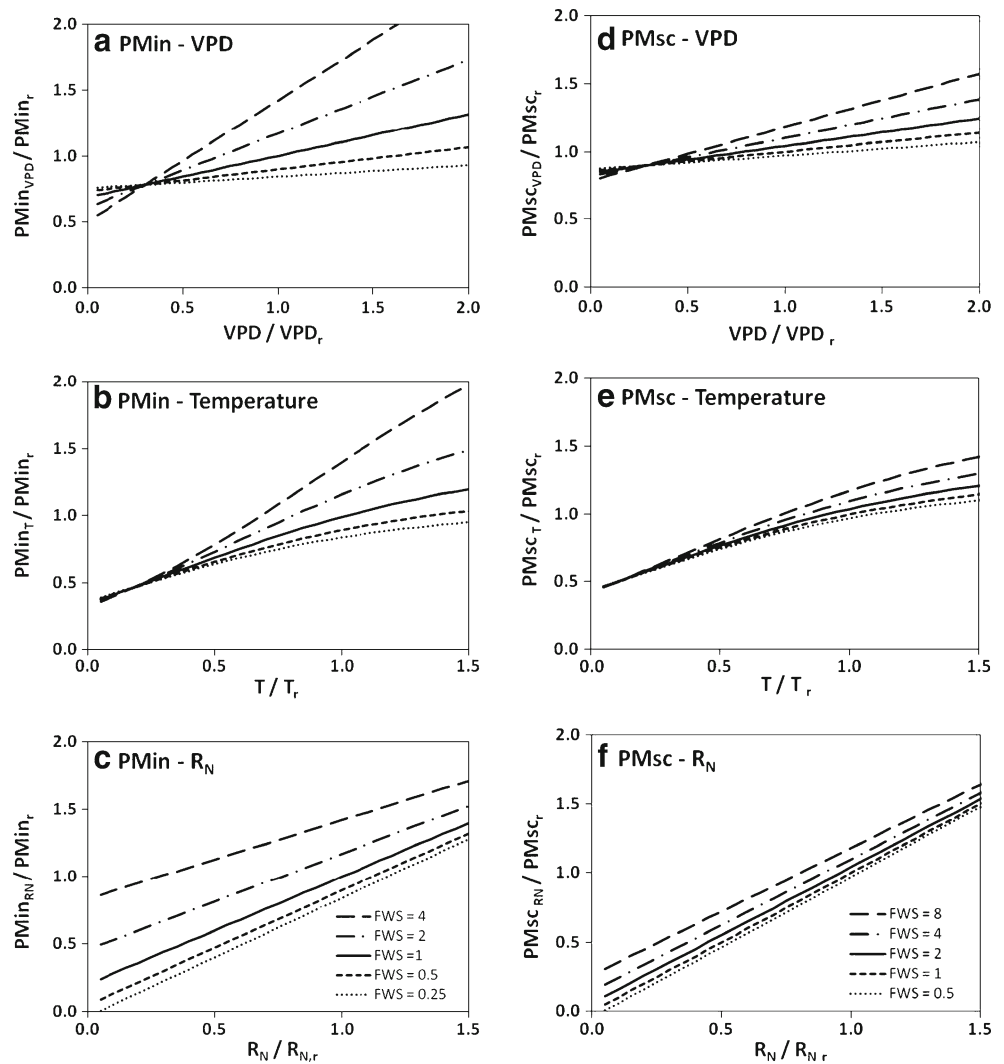 a PMin - VPD
PMin_VPD / PMin_r
2.0
1.5
1.0
0.5
0.0
0.0 0.5 1.0 1.5 2.0
VPD / VPD_r
d PMsc - VPD
PMsc_VPD / PMsc_r
2.0
1.5
1.0
0.5
0.0
0.0 0.5 1.0 1.5 2.0
VPD / VPD_r
b PMin - Temperature
PMin_T / PMin_r
2.0
1.5
1.0
0.5
0.0
0.0 0.5 1.0 1.5
T / T_r
e PMsc - Temperature
PMsc_T / PMsc_r
2.0
1.5
1.0
0.5
0.0
0.0 0.5 1.0 1.5
T / T_r
c PMin - R_N
PMin_RN / PMin_r
2.0
1.5
1.0
0.5
0.0
FWS = 4
FWS = 2
FWS =1
FWS = 0.5
FWS = 0.25
0.0 0.5 1.0 1.5
R_N / R_N,r
f PMsc - R_N
PMsc_RN / PMsc_r
2.0
1.5
1.0
0.5
0.0
FWS = 8
FWS = 4
FWS = 2
FWS = 1
FWS = 0.5
0.0 0.5 1.0 1.5
R_N / R_N r